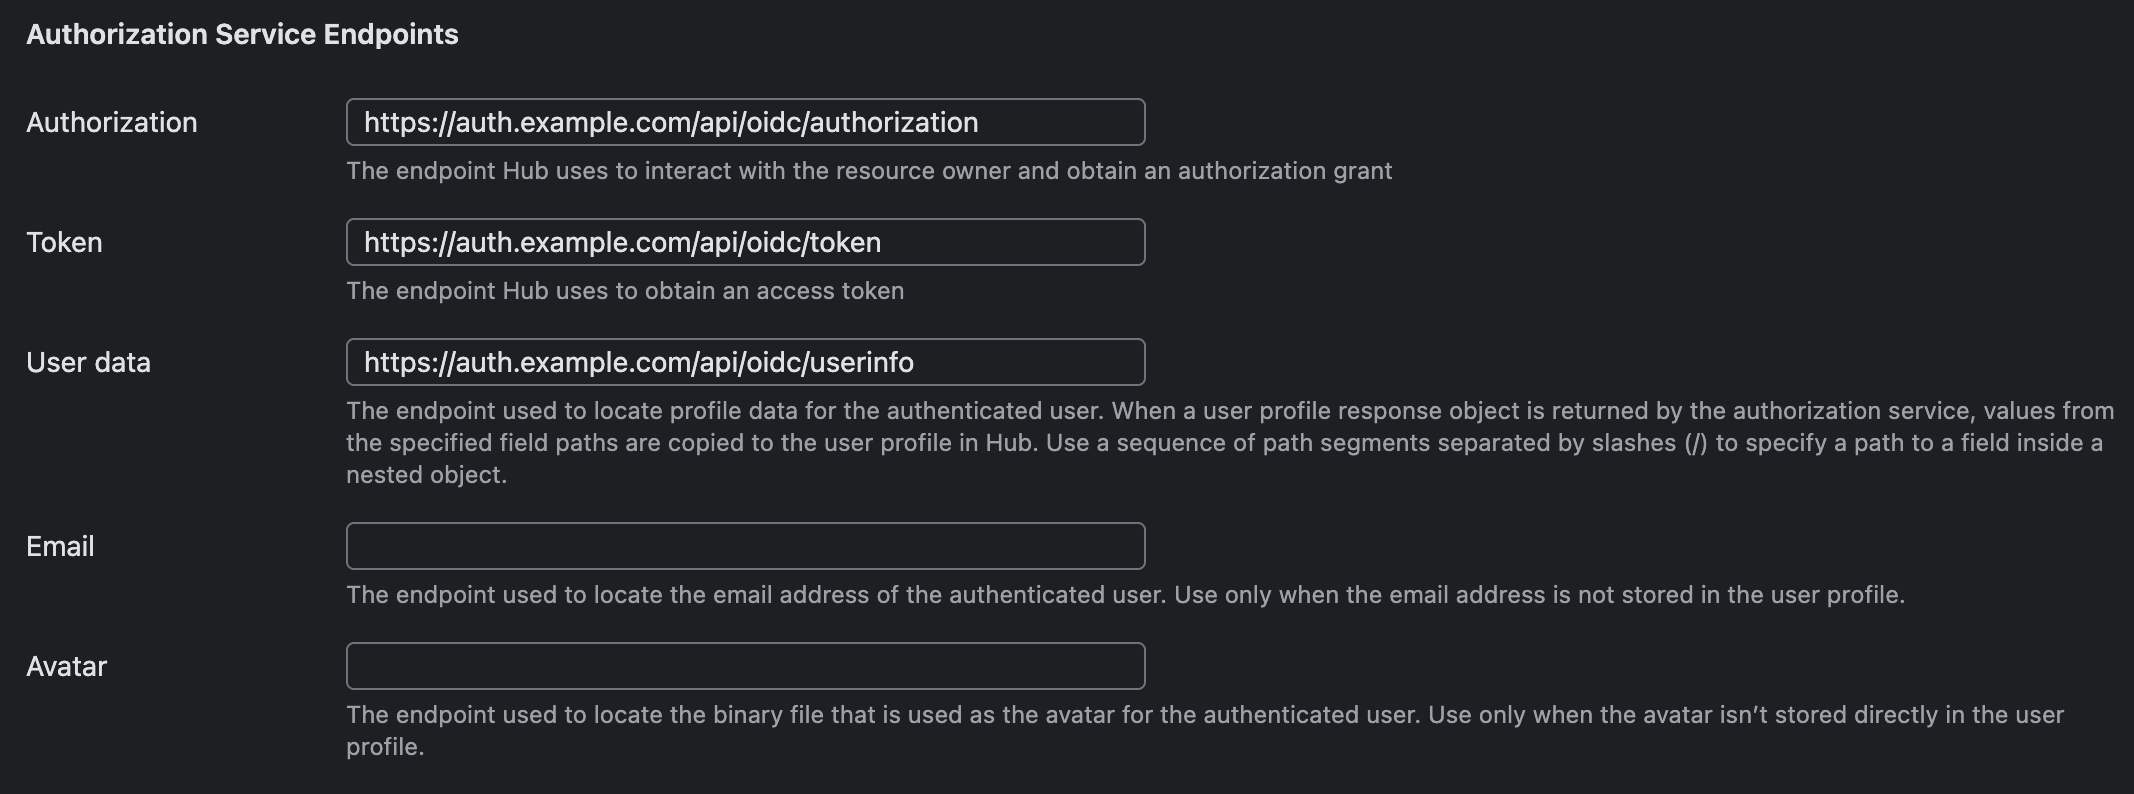 Authorization Service Endpoints
Authorization
https://auth.example.com/api/oidc/authorization
The endpoint Hub uses to interact with the resource owner and obtain an authorization grant
Token
https://auth.example.com/api/oidc/token
The endpoint Hub uses to obtain an access token
User data
https://auth.example.com/api/oidc/userinfo
The endpoint used to locate profile data for the authenticated user. When a user profile response object is returned by the authorization service, values from
the specified field paths are copied to the user profile in Hub. Use a sequence of path segments separated by slashes (/) to specify a path to a field inside a
nested object.
Email
The endpoint used to locate the email address of the authenticated user. Use only when the email address is not stored in the user profile.
Avatar
The endpoint used to locate the binary file that is used as the avatar for the authenticated user. Use only when the avatar isn’t stored directly in the user
profile.